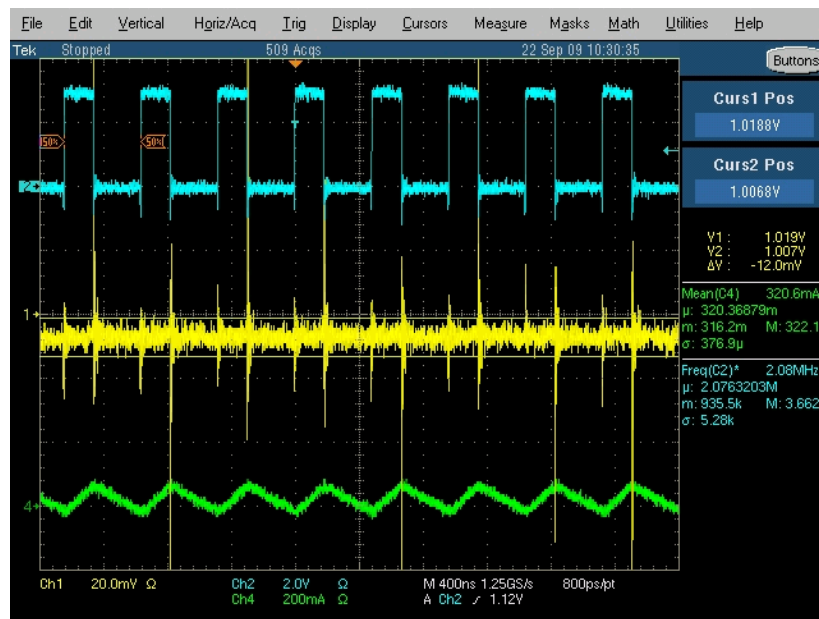 File Edit Vertical Horiz/Acq Trig Display Cursors Measure Masks Math Utilities Help
Tek Stopped 509 Acqs 22 Sep 09 10:30:35
Buttons
Curs1 Pos
1.0188V
Curs2 Pos
1.0068V
50% 50%
T
2
V1 : 1.019V
V2 : 1.007V
ΔV : -12.0mV
1
Mean(C4) 320.6mA
µ: 320.36879m
m: 316.2m M: 322.1
σ: 376.9µ
Freq(C2)* 2.08MHz
µ: 2.0763203M
m: 935.5k M: 3.662
σ: 5.28k
4
Ch1 20.0mV Ω Ch2 2.0V Ω M 400ns 1.25GS/s 800ps/pt
Ch4 200mA Ω A Ch2 1.12V